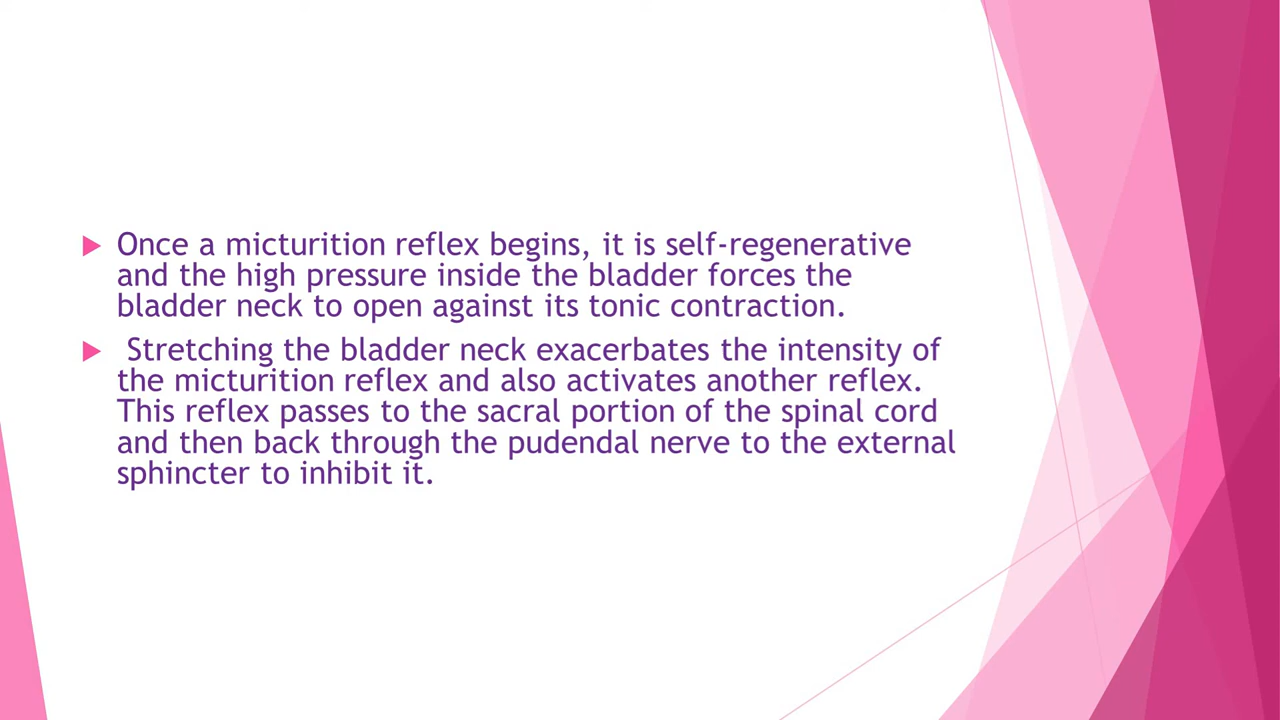 Once a micturition reflex begins, it is self-regenerative
and the high pressure inside the bladder forces the
bladder neck to open against its tonic contraction.
Stretching the bladder neck exacerbates the intensity of
the micturition reflex and also activates another reflex.
This reflex passes to the sacral portion of the spinal cord
and then back through the pudendal nerve to the external
sphincter to inhibit it.